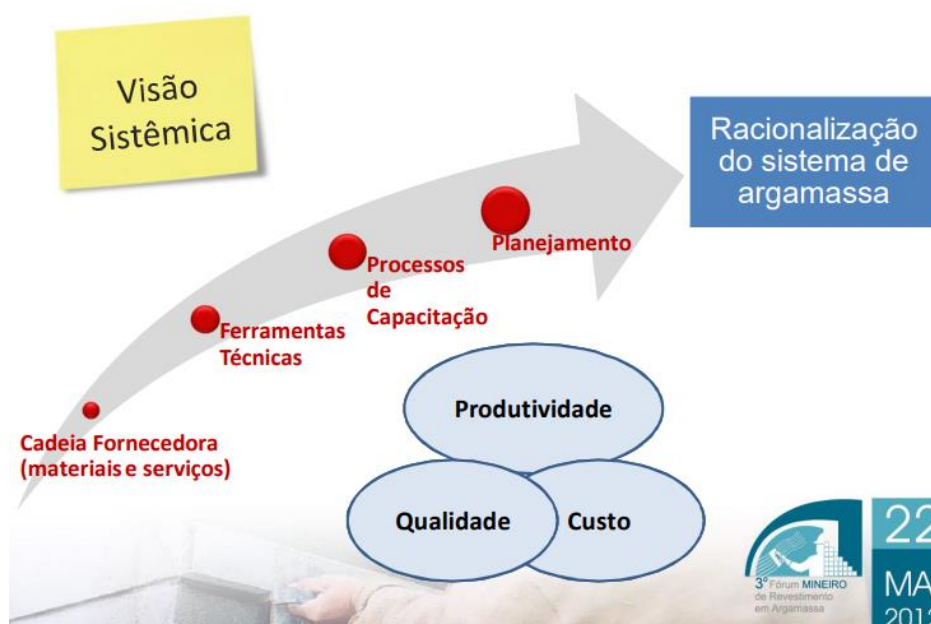 Visão
Sistêmica
Racionalização
do sistema de
argamassa
Planejamento
Processos
de
Capacitação
Ferramentas
Técnicas
Cadeia Fornecedora
(materiais e serviços)
Produtividade
Qualidade
Custo
3º Fórum MINEIRO
de Revestimento
em Argamassa
22
MA
2012